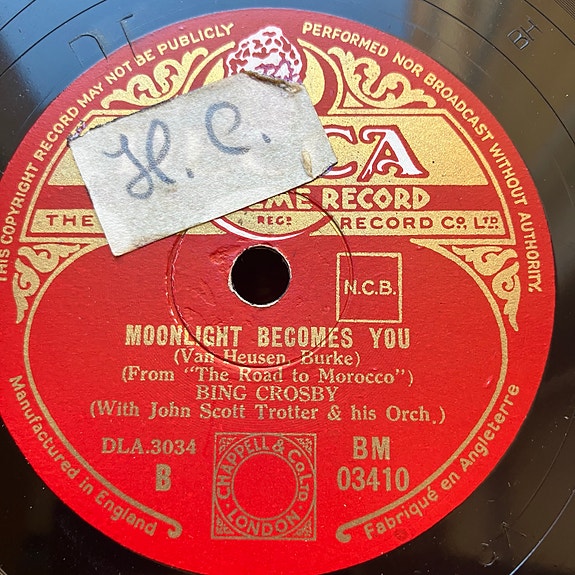 THIS COPYRIGHT RECORD MAY NOT BE PUBLICLY PERFORMED NOR BROADCAST WITHOUT AUTHORITY.
H. C.
CA
EME RECORD
THE REGD. RECORD CO., LTD.
N.C.B.
MOONLIGHT BECOMES YOU
(Van Heusen, Burke)
(From "The Road to Morocco")
BING CROSBY
(With John Scott Trotter & his Orch.)
DLA.3034 BM
B 03410
CHAPPELL & Co. LTD
· LONDON ·
Manufactured in England
Fabriqué en Angleterre